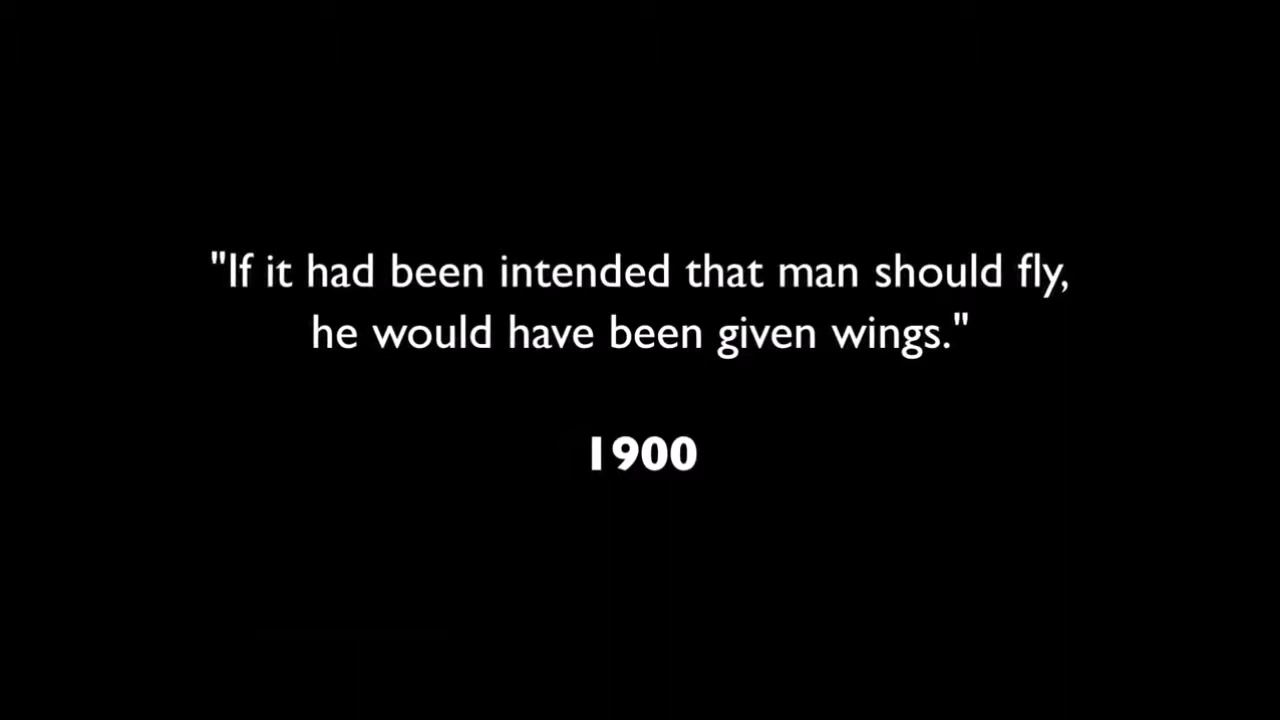 "If it had been intended that man should fly,
he would have been given wings."
1900